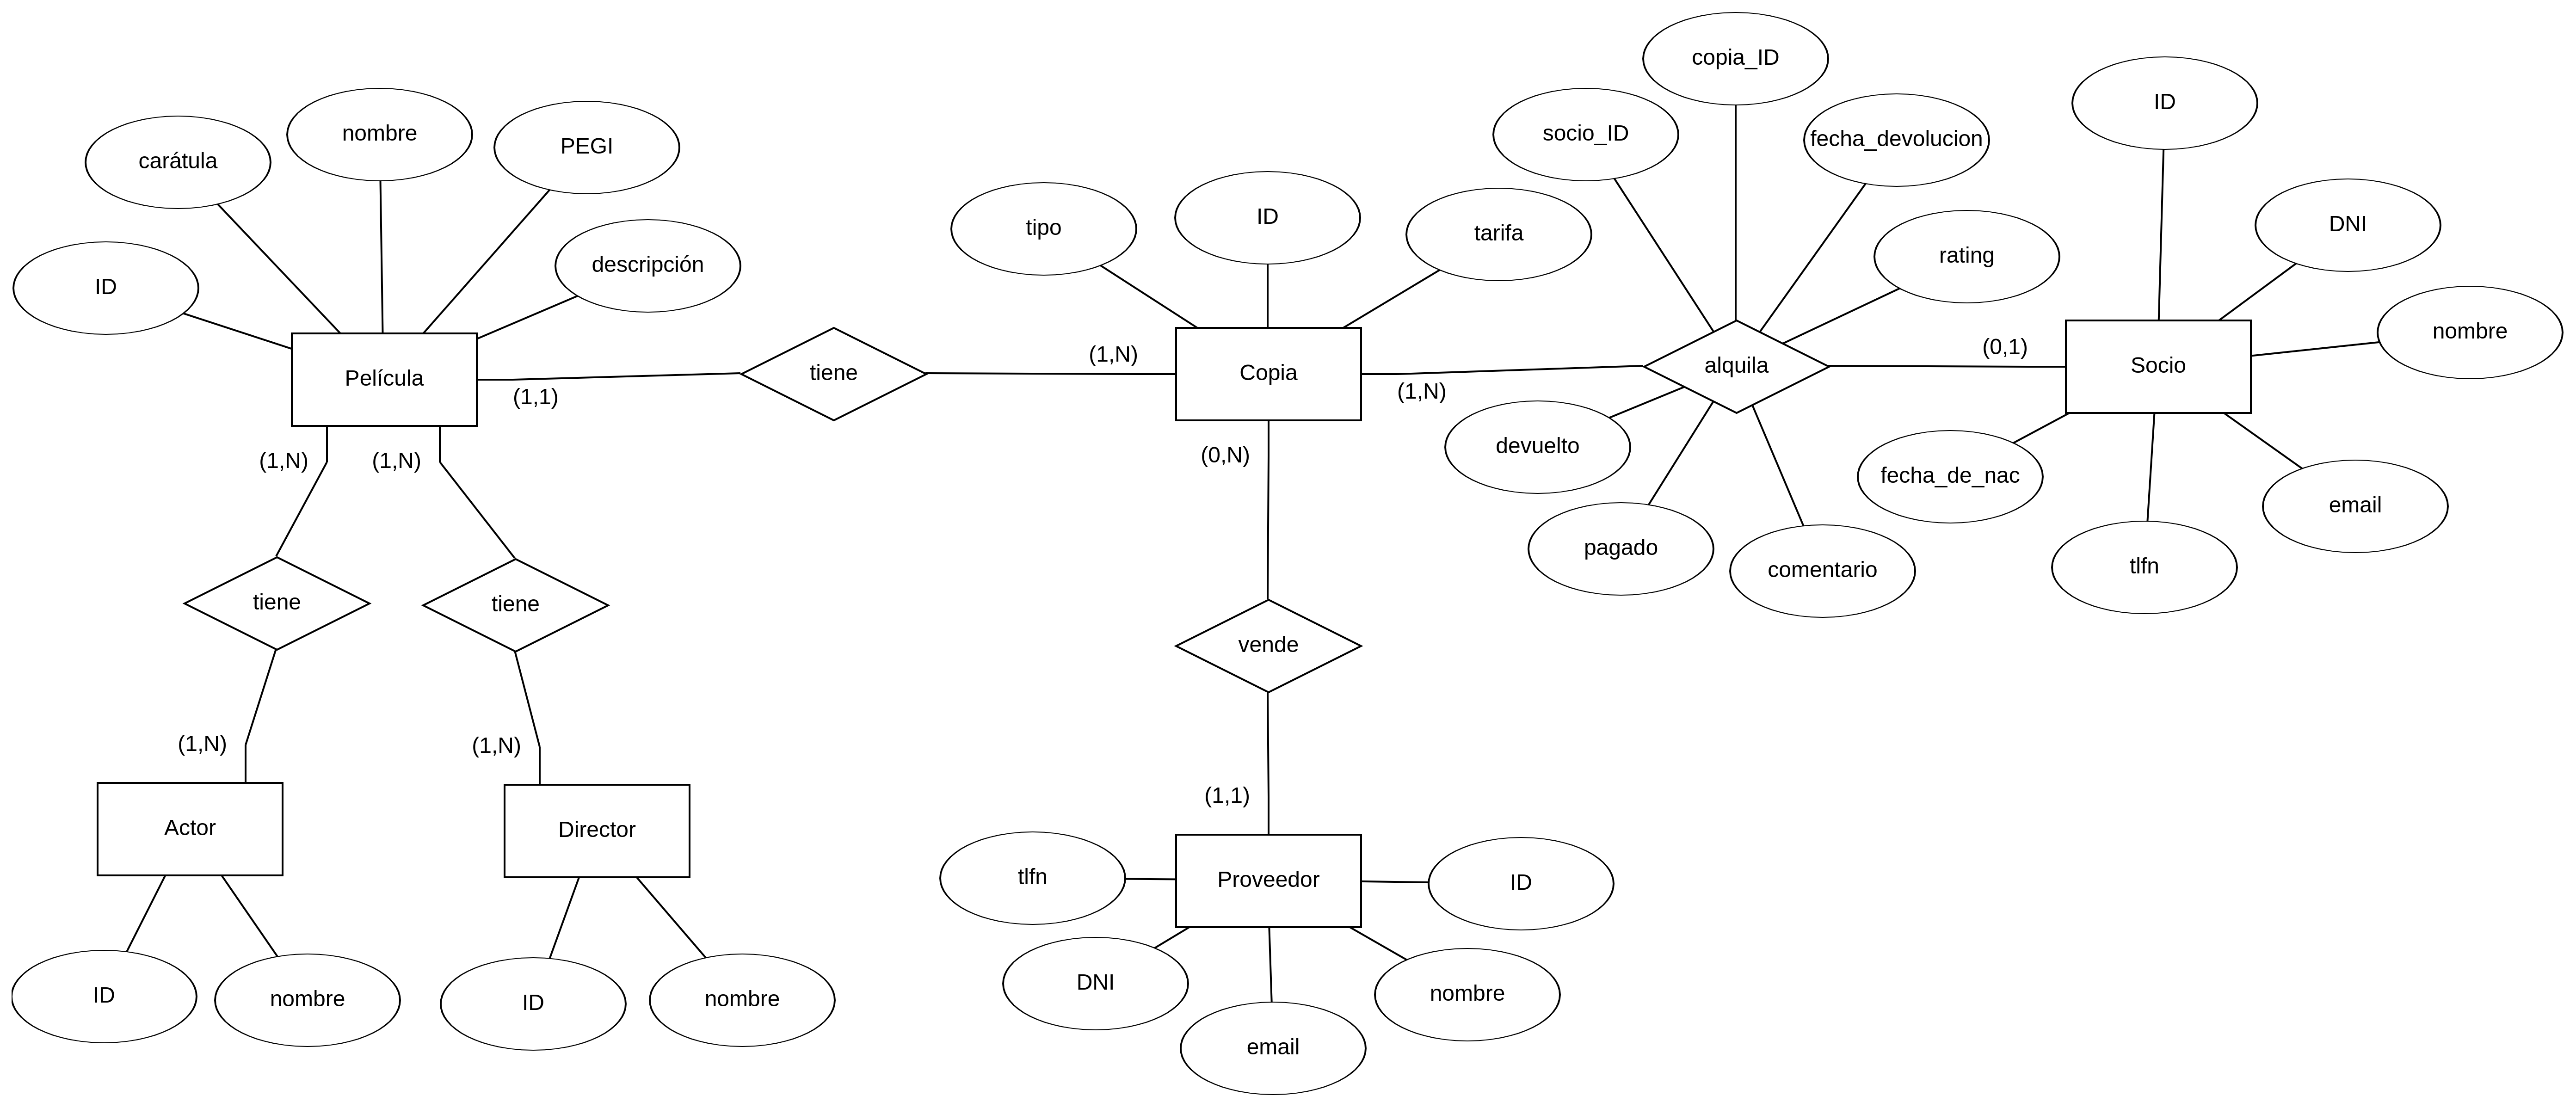 copia_ID
ID
nombre
socio_ID
fecha_devolucion
PEGI
carátula
DNI
ID
tipo
tarifa
rating
descripción
ID
nombre
(0,1)
(1,N)
Película
tiene
Copia
alquila
Socio
(1,1)
(1,N)
devuelto
(0,N)
(1,N)
(1,N)
fecha_de_nac
email
pagado
comentario
tlfn
tiene
tiene
vende
(1,N)
(1,N)
(1,1)
Actor
Director
tlfn
Proveedor
ID
DNI
nombre
ID
nombre
ID
nombre
email